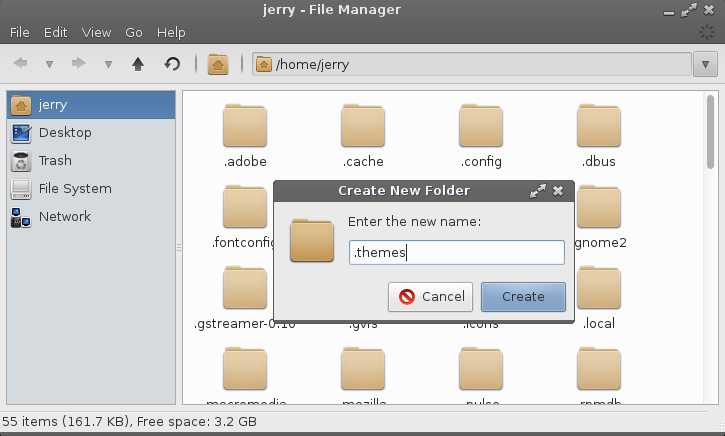 jerry - File Manager
File Edit View Go Help
/home/jerry
jerry
Desktop
Trash
File System
Network
.adobe .cache .config .dbus
Create New Folder
Enter the new name:
.themes
Cancel Create
.fontconfig gnome2
.gstreamer-0.10 .gvfs .icons .local
.macromedia .mozilla .pulse .rpmdb
55 items (161.7 KB), Free space: 3.2 GB